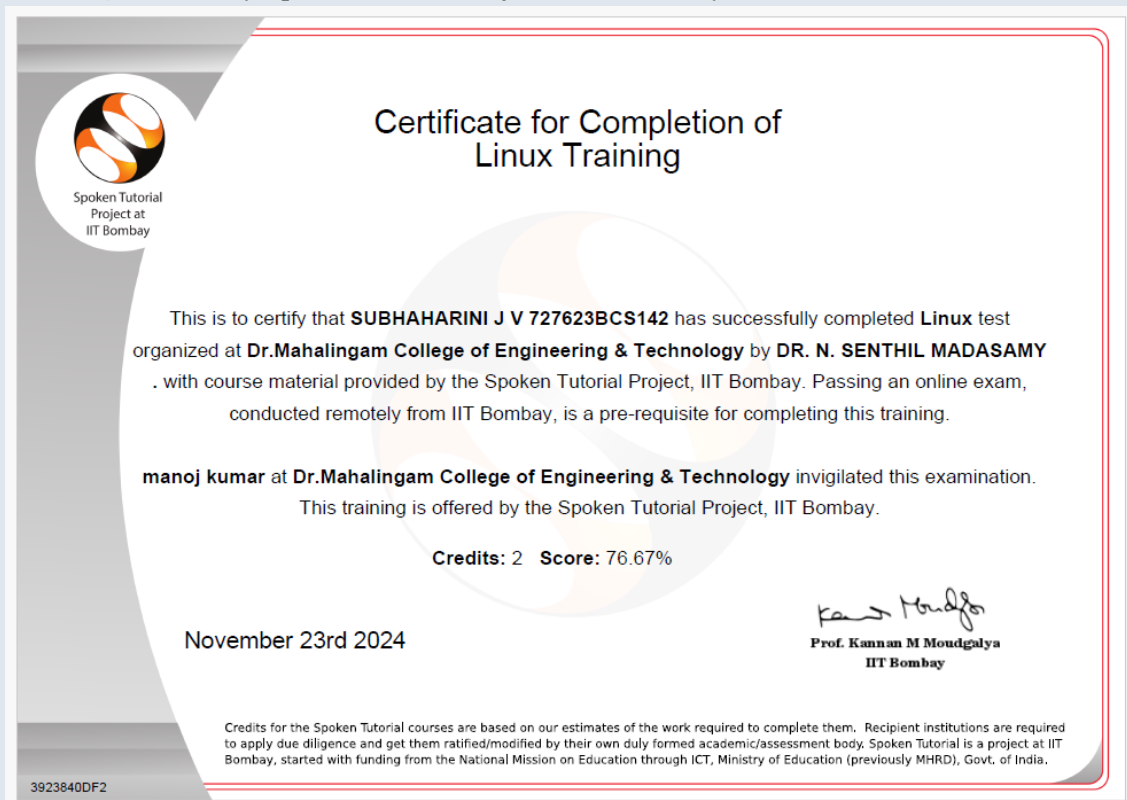 Spoken Tutorial
Project at
IIT Bombay
Certificate for Completion of
Linux Training
This is to certify that SUBHAHARINI J V 727623BCS142 has successfully completed Linux test
organized at Dr.Mahalingam College of Engineering & Technology by DR. N. SENTHIL MADASAMY
. with course material provided by the Spoken Tutorial Project, IIT Bombay. Passing an online exam,
conducted remotely from IIT Bombay, is a pre-requisite for completing this training.
manoj kumar at Dr.Mahalingam College of Engineering & Technology invigilated this examination.
This training is offered by the Spoken Tutorial Project, IIT Bombay.
Credits: 2 Score: 76.67%
November 23rd 2024
Prof. Kannan M Moudgalya
IIT Bombay
Credits for the Spoken Tutorial courses are based on our estimates of the work required to complete them. Recipient institutions are required
to apply due diligence and get them ratified/modified by their own duly formed academic/assessment body. Spoken Tutorial is a project at IIT
Bombay, started with funding from the National Mission on Education through ICT, Ministry of Education (previously MHRD), Govt. of India.
3923840DF2